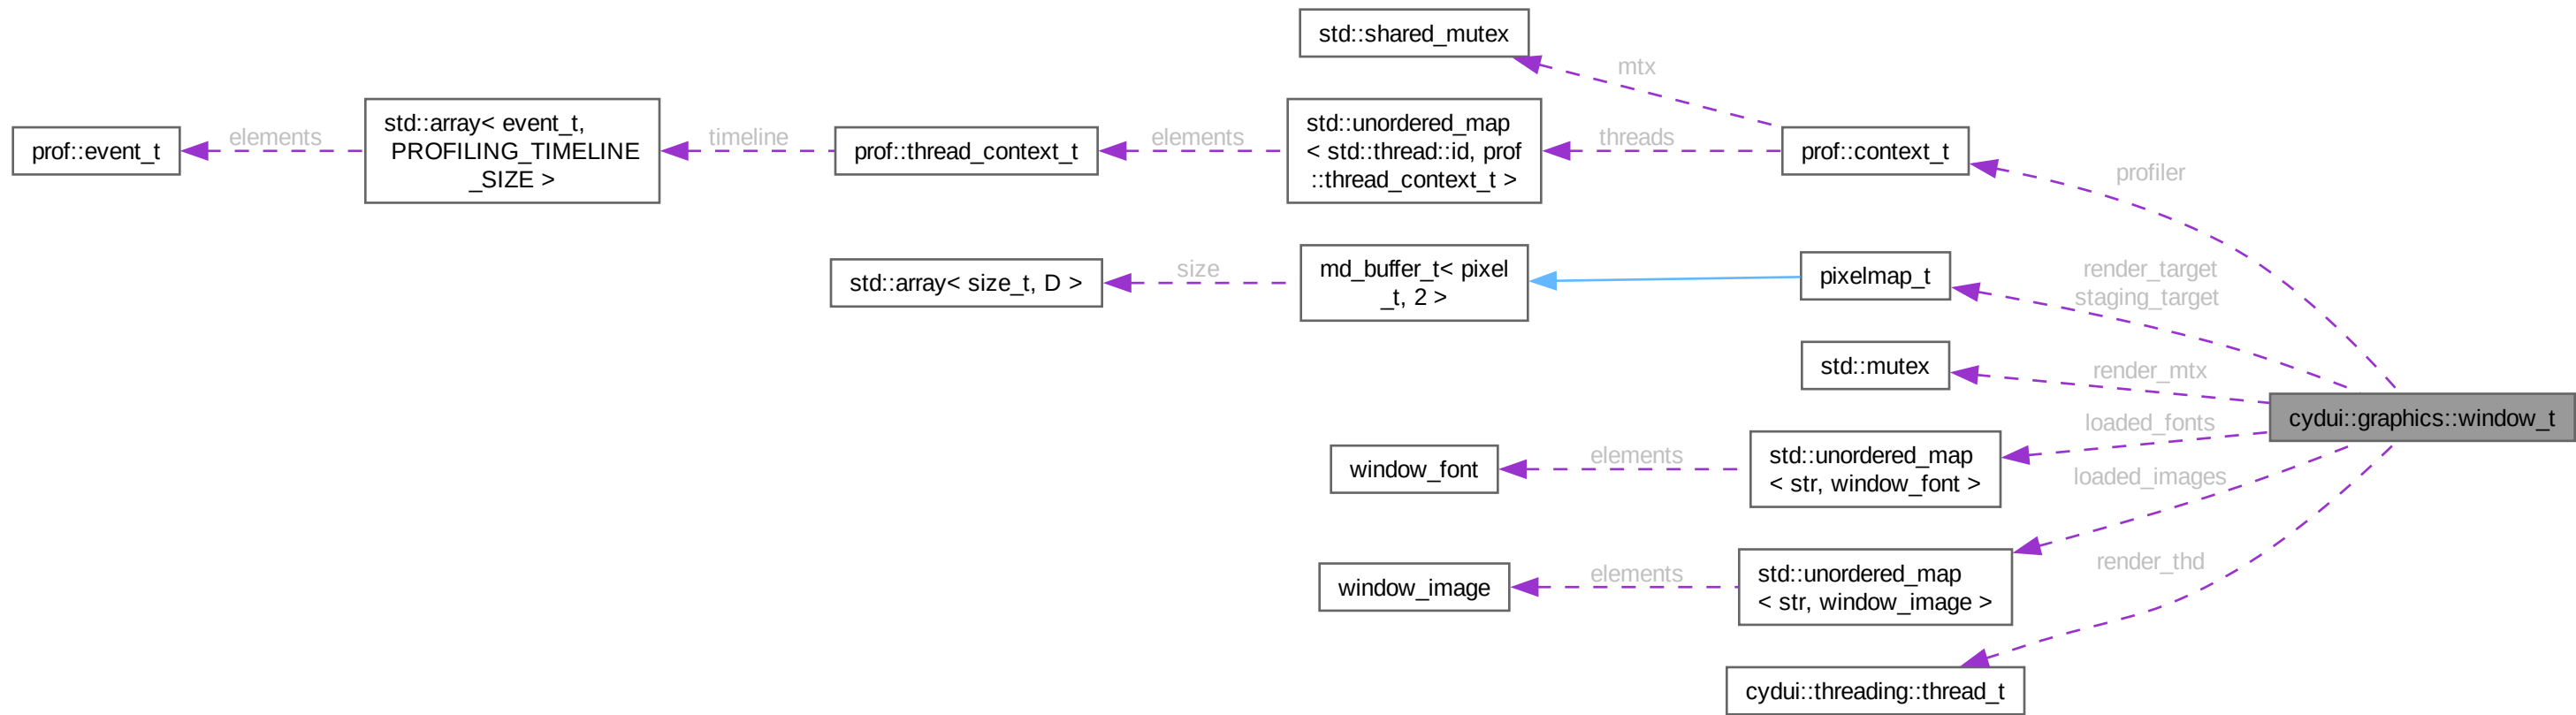 std::shared_mutex
mtx
prof::event_t
elements
std::array< event_t,
PROFILING_TIMELINE
_SIZE >
timeline
prof::thread_context_t
elements
std::unordered_map
< std::thread::id, prof
::thread_context_t >
threads
prof::context_t
profiler
std::array< size_t, D >
size
md_buffer_t< pixel
_t, 2 >
pixelmap_t
render_target
staging_target
std::mutex
render_mtx
cydui::graphics::window_t
window_font
elements
std::unordered_map
< str, window_font >
loaded_fonts
loaded_images
window_image
elements
std::unordered_map
< str, window_image >
render_thd
cydui::threading::thread_t